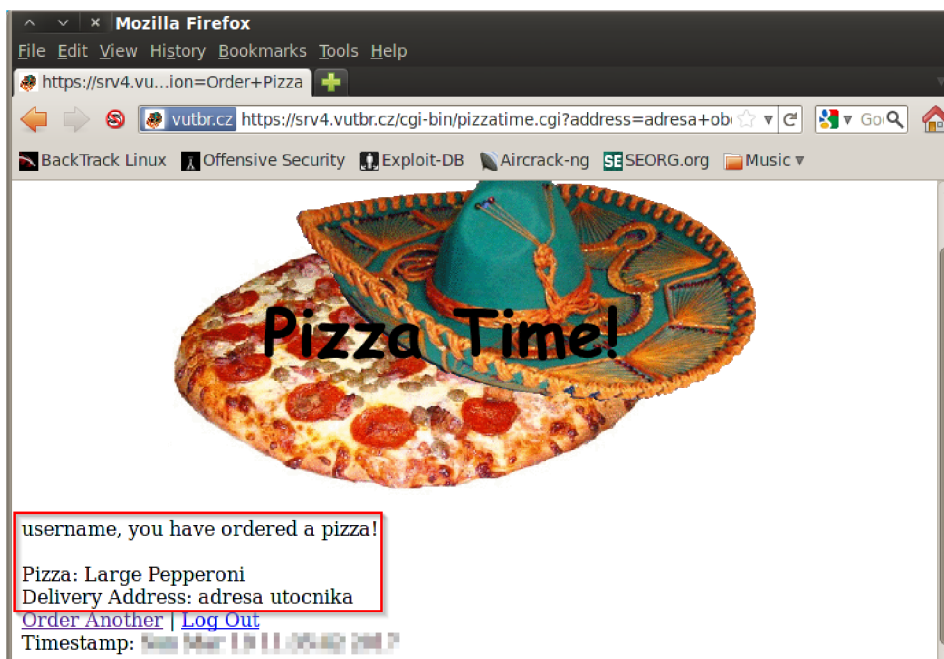 Mozilla Firefox
File Edit View History Bookmarks Tools Help
https://srv4.vu...ion=Order+Pizza
vutbr.cz https://srv4.vutbr.cz/cgi-bin/pizzatime.cgi?address=adresa+ob
BackTrack Linux Offensive Security Exploit-DB Aircrack-ng SEORG.org Music
Pizza Time!
username, you have ordered a pizza!
Pizza: Large Pepperoni
Delivery Address: adresa utocnika
Order Another | Log Out
Timestamp: